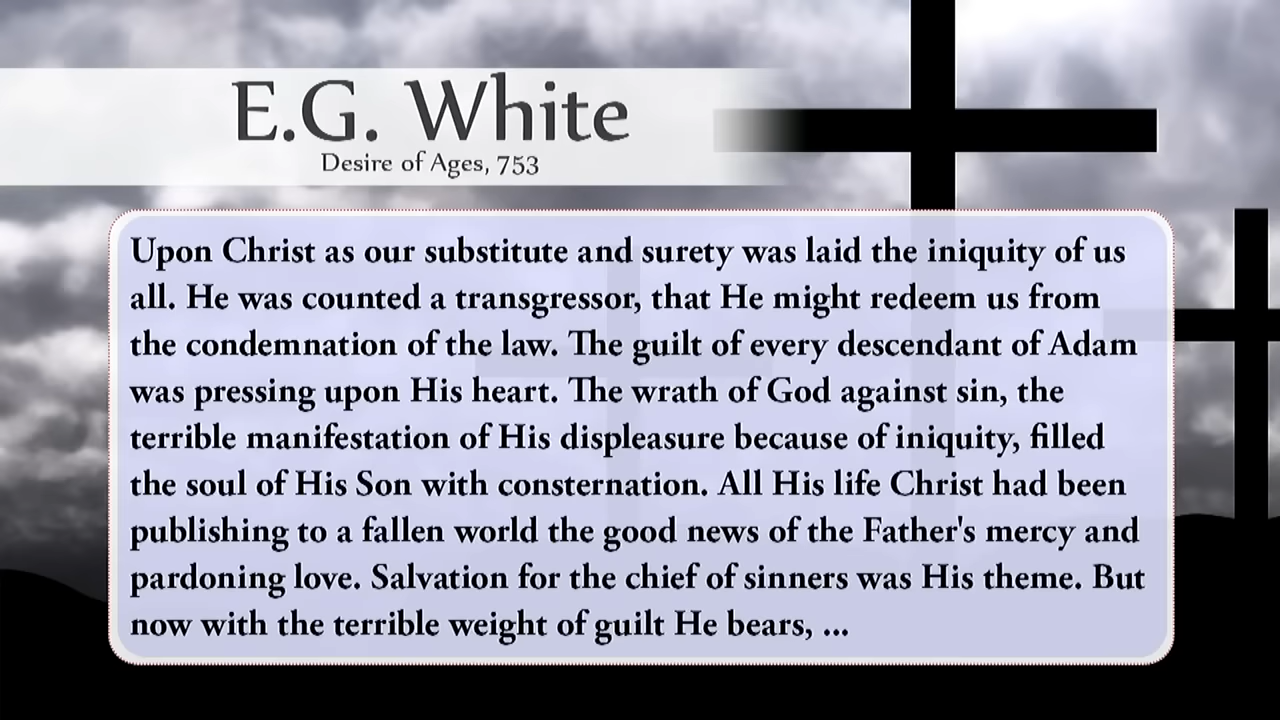 E.G. White
Desire of Ages, 753
Upon Christ as our substitute and surety was laid the iniquity of us
all. He was counted a transgressor, that He might redeem us from
the condemnation of the law. The guilt of every descendant of Adam
was pressing upon His heart. The wrath of God against sin, the
terrible manifestation of His displeasure because of iniquity, filled
the soul of His Son with consternation. All His life Christ had been
publishing to a fallen world the good news of the Father's mercy and
pardoning love. Salvation for the chief of sinners was His theme. But
now with the terrible weight of guilt He bears, ...